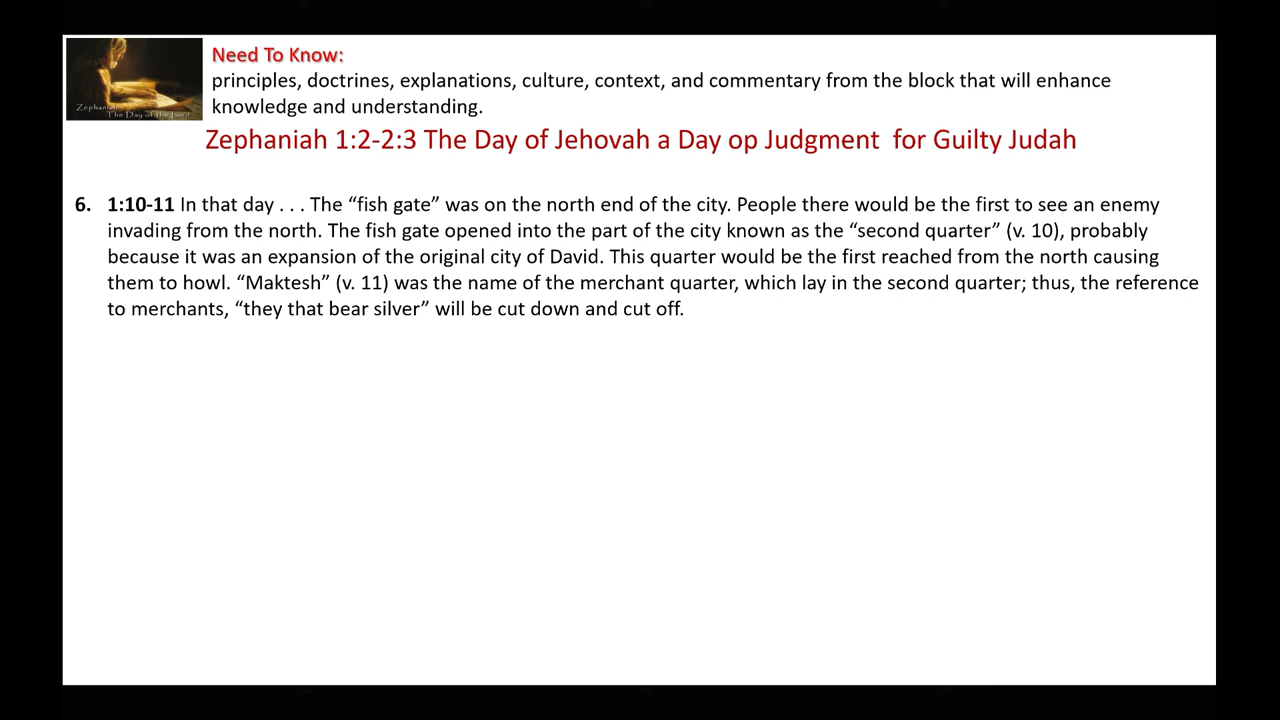 Need To Know:
principles, doctrines, explanations, culture, context, and commentary from the block that will enhance
knowledge and understanding.
Zephaniah
The Day of the Lord
Zephaniah 1:2-2:3 The Day of Jehovah a Day op Judgment  for Guilty Judah
6. 1:10-11 In that day . . . The “fish gate” was on the north end of the city. People there would be the first to see an enemy
invading from the north. The fish gate opened into the part of the city known as the “second quarter” (v. 10), probably
because it was an expansion of the original city of David. This quarter would be the first reached from the north causing
them to howl. “Maktesh” (v. 11) was the name of the merchant quarter, which lay in the second quarter; thus, the reference
to merchants, “they that bear silver” will be cut down and cut off.